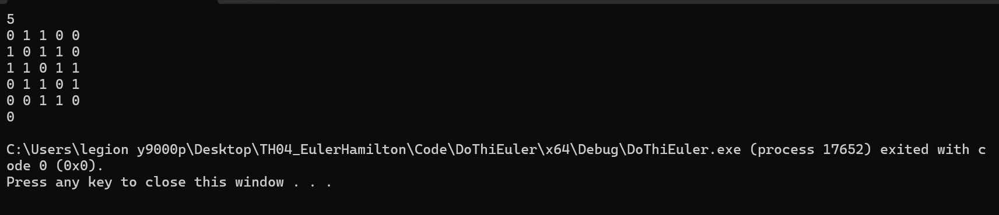 5
0 1 1 0 0
1 0 1 1 0
1 1 0 1 1
0 1 1 0 1
0 0 1 1 0
0
C:\Users\legion y9000p\Desktop\TH04_EulerHamilton\Code\DoThiEuler\x64\Debug\DoThiEuler.exe (process 17652) exited with c
ode 0 (0x0).
Press any key to close this window . . .